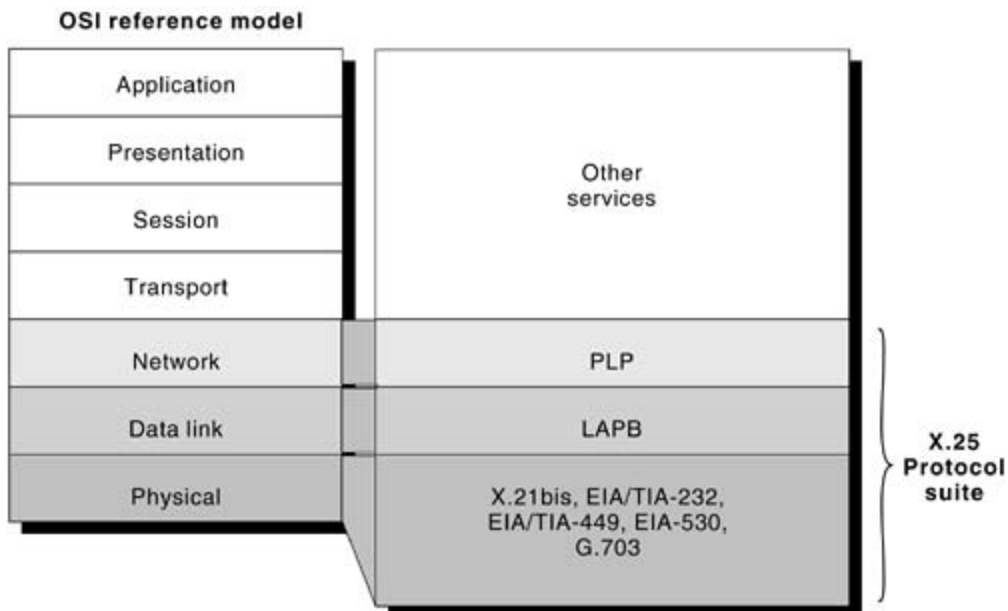 OSI reference model
Application
Presentation
Session
Transport
Network
Data link
Physical
Other
services
PLP
LAPB
X.21bis, EIA/TIA-232,
EIA/TIA-449, EIA-530,
G.703
X.25
Protocol
suite